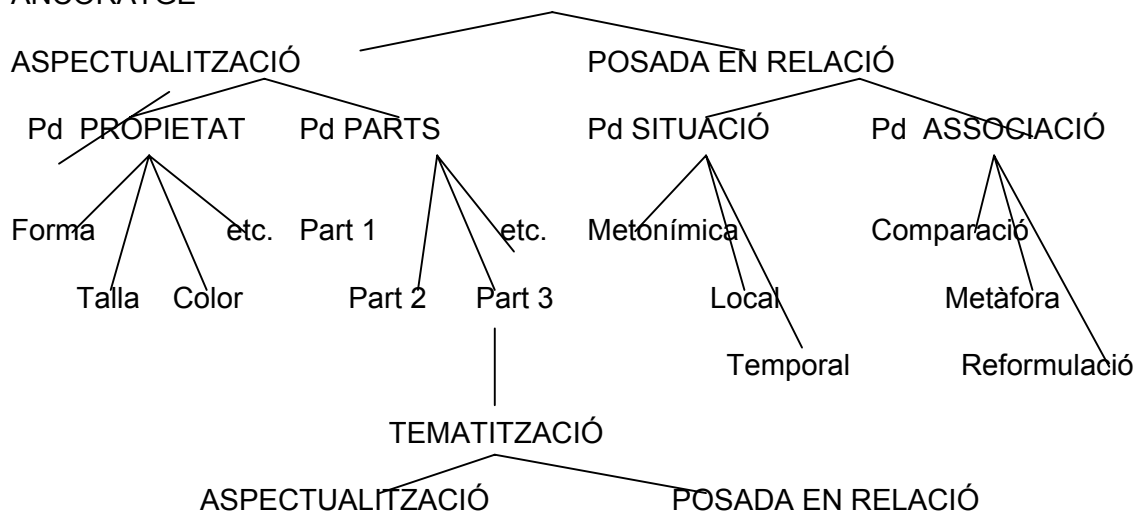 ANCORATGE
ASPECTUALITZACIÓ POSADA EN RELACIÓ
Pd PROPIETAT Pd PARTS Pd SITUACIÓ Pd ASSOCIACIÓ
Forma etc. Part 1 etc. Metonímica Comparació
Talla Color Part 2 Part 3 Local Metàfora
Temporal Reformulació
TEMATITZACIÓ
ASPECTUALITZACIÓ POSADA EN RELACIÓ